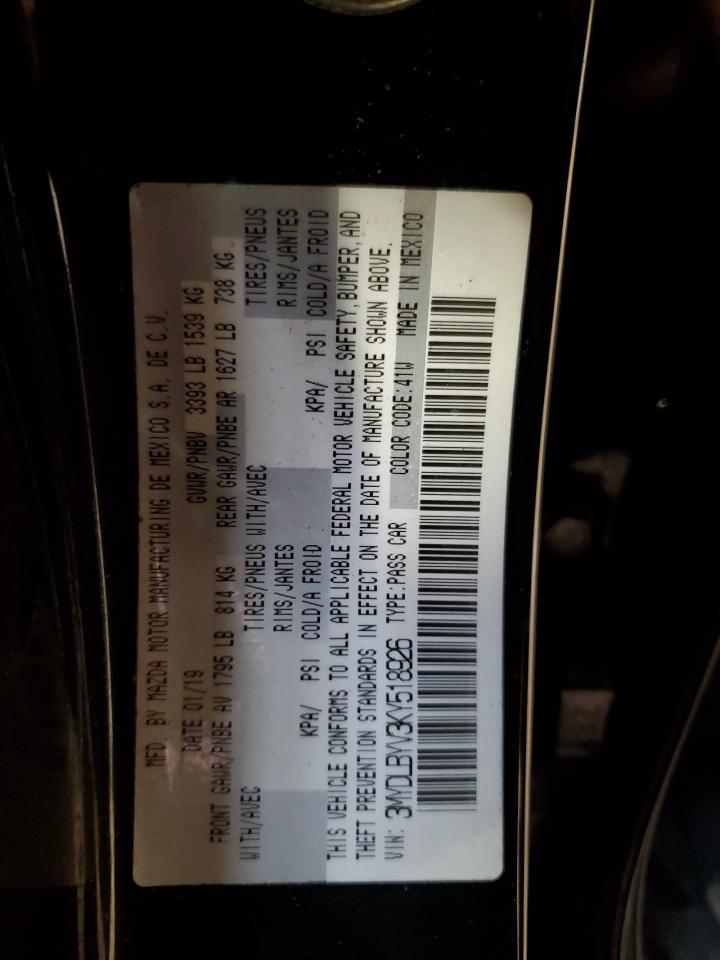 MFD. BY MAZDA MOTOR MANUFACTURING DE MEXICO S.A. DE C.V.
DATE 01/19 GVWR/PNBV 3393 LB 1539 KG
FRONT GAWR/PNBE AV 1795 LB 814 KG REAR GAWR/PNBE AR 1627 LB 738 KG
WITH/AVEC TIRES/PNEUS WITH/AVEC TIRES/PNEUS
RIMS/JANTES RIMS/JANTES
KPA/ PSI COLD/A FROID KPA/ PSI COLD/A FROID
THIS VEHICLE CONFORMS TO ALL APPLICABLE FEDERAL MOTOR VEHICLE SAFETY, BUMPER, AND
THEFT PREVENTION STANDARDS IN EFFECT ON THE DATE OF MANUFACTURE SHOWN ABOVE.
VIN: 3MYDLBYV3KY518926 TYPE:PASS CAR COLOR CODE:41W MADE IN MEXICO